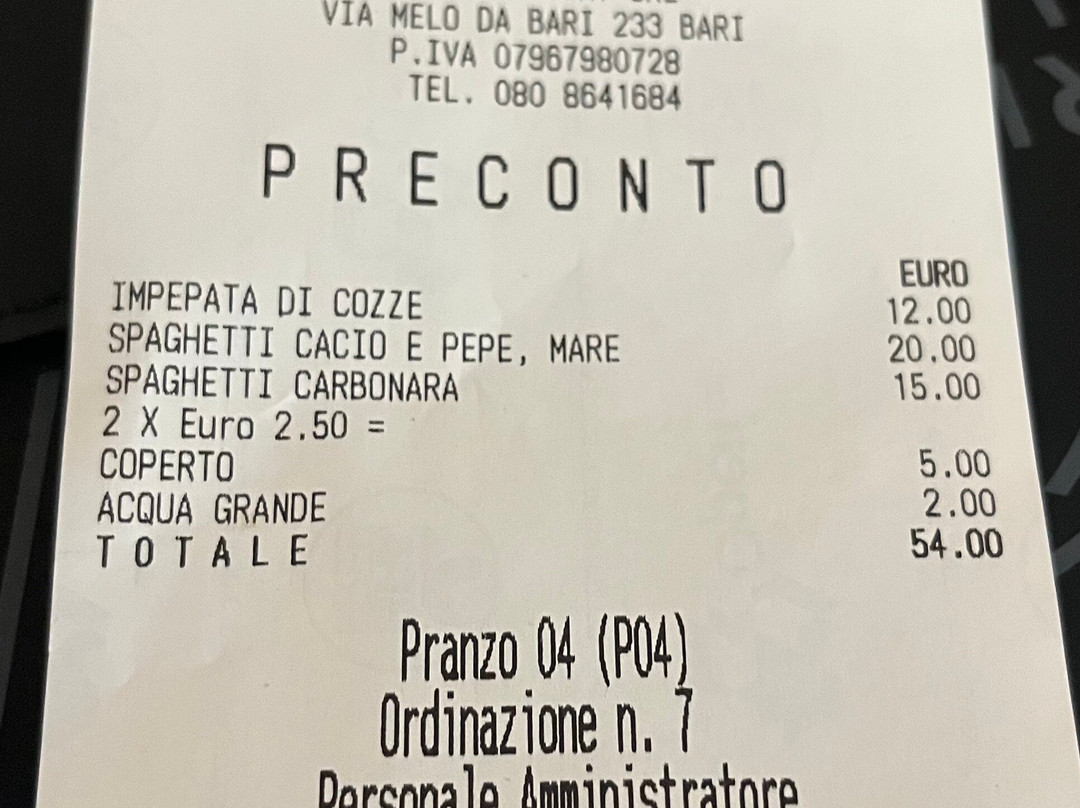 VIA MELO DA BARI 233 BARI
P.IVA 07967980728
TEL. 080 8641684
PRECONTO
EURO
IMPEPATA DI COZZE 12.00
SPAGHETTI CACIO E PEPE, MARE 20.00
SPAGHETTI CARBONARA 15.00
2 X Euro 2.50 =
COPERTO 5.00
ACQUA GRANDE 2.00
TOTALE 54.00
Pranzo 04 (P04)
Ordinazione n. 7
Personale Amministratore